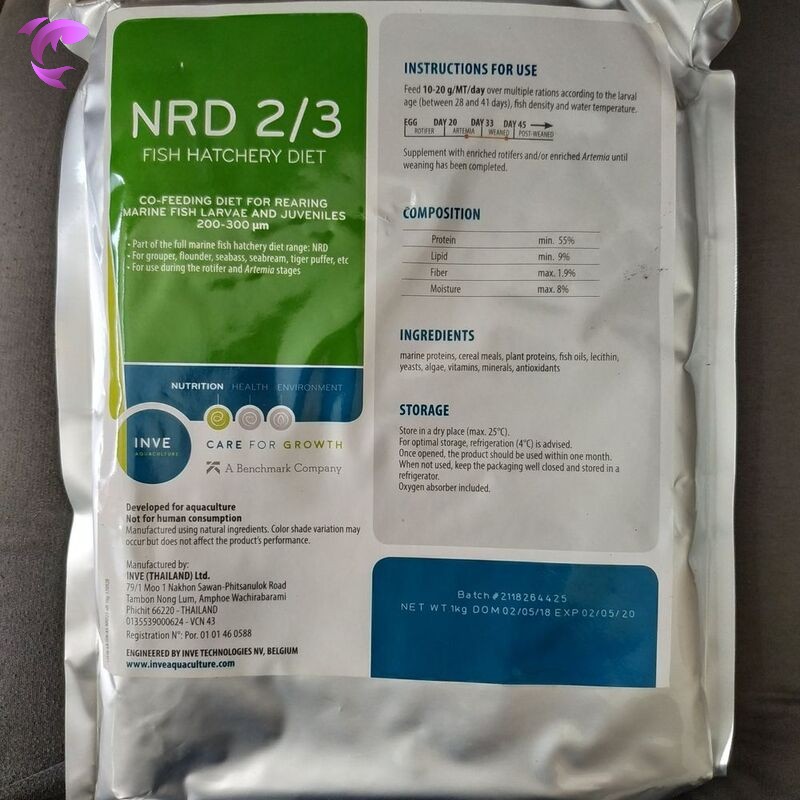 NRD 2/3
FISH HATCHERY DIET
CO-FEEDING DIET FOR REARING
MARINE FISH LARVAE AND JUVENILES
200-300 µm
• Part of the full marine fish hatchery diet range: NRD
• For grouper, flounder, seabass, seabream, tiger puffer, etc
• For use during the rotifer and Artemia stages
NUTRITION HEALTH ENVIRONMENT
INVE
AQUACULTURE
CARE FOR GROWTH
A Benchmark Company
Developed for aquaculture
Not for human consumption
Manufactured using natural ingredients. Color shade variation may
occur but does not affect the product's performance.
Manufactured by:
INVE (THAILAND) Ltd.
79/1 Moo 1 Nakhon Sawan-Phitsanulok Road
Tambon Nong Lum, Amphoe Wachirabarami
Phichit 66220 - THAILAND
0135539000624 - VCN 43
Registration N°: Por. 01 01 46 0588
ENGINEERED BY INVE TECHNOLOGIES NV, BELGIUM
www.inveaquaculture.com
INSTRUCTIONS FOR USE
Feed 10-20 g/MT/day over multiple rations according to the larval
age (between 28 and 41 days), fish density and water temperature.
EGG DAY 20 DAY 33 DAY 45
ROTIFER ARTEMIA WEANED POST-WEANED
Supplement with enriched rotifers and/or enriched Artemia until
weaning has been completed.
COMPOSITION
Protein min. 55%
Lipid min. 9%
Fiber max. 1.9%
Moisture max. 8%
INGREDIENTS
marine proteins, cereal meals, plant proteins, fish oils, lecithin,
yeasts, algae, vitamins, minerals, antioxidants
STORAGE
Store in a dry place (max. 25°C).
For optimal storage, refrigeration (4°C) is advised.
Once opened, the product should be used within one month.
When not used, keep the packaging well closed and stored in a
refrigerator.
Oxygen absorber included.
Batch #2118264425
NET WT 1kg DOM 02/05/18 EXP 02/05/20